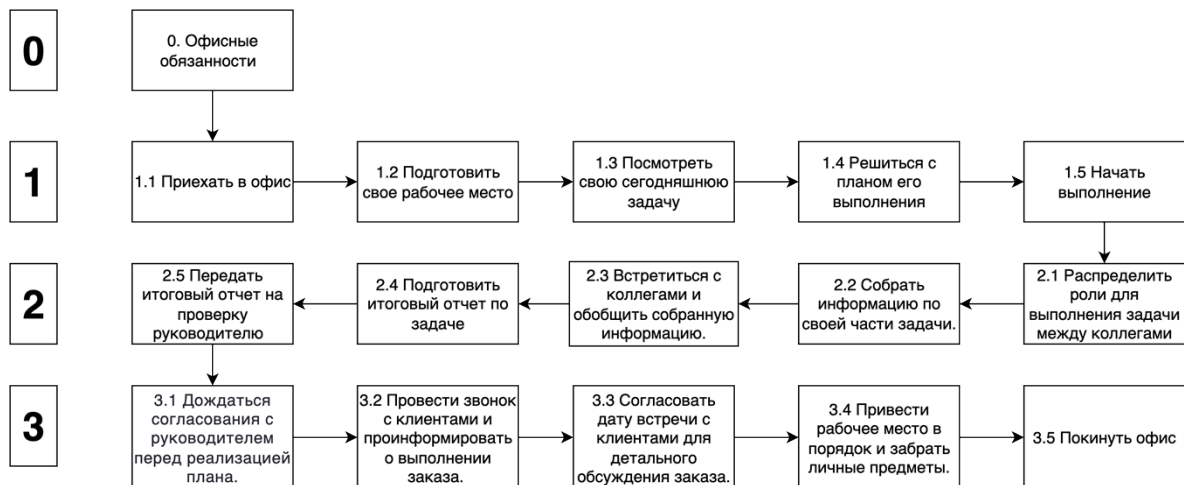 0
0. Офисные
обязанности
1
1.1 Приехать в офис
1.2 Подготовить
свое рабочее место
1.3 Посмотреть
свою сегодняшнюю
задачу
1.4 Решиться с
планом его
выполнения
1.5 Начать
выполнение
2
2.5 Передать
итоговый отчет на
проверку
руководителю
2.4 Подготовить
итоговый отчет по
задаче
2.3 Встретиться с
коллегами и
обобщить собранную
информацию.
2.2 Собрать
информацию по
своей части задачи.
2.1 Распределить
роли для
выполнения задачи
между коллегами
3
3.1 Дождаться
согласования с
руководителем
перед реализацией
плана.
3.2 Провести звонок
с клиентами и
проинформировать
о выполнении
заказа.
3.3 Согласовать
дату встречи с
клиентами для
детального
обсуждения заказа.
3.4 Привести
рабочее место в
порядок и забрать
личные предметы.
3.5 Покинуть офис